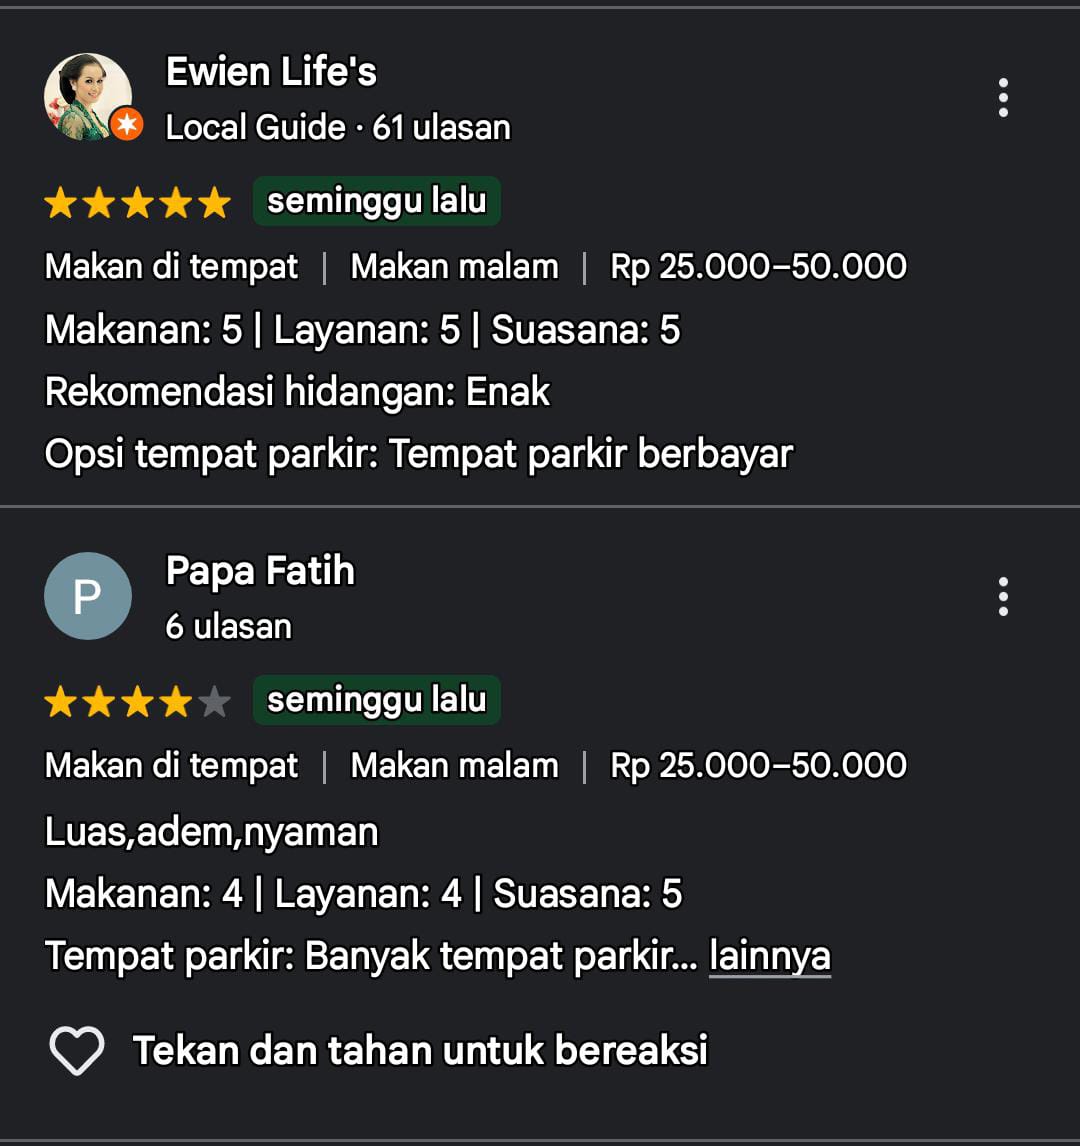 Ewien Life's
Local Guide · 61 ulasan
seminggu lalu
Makan di tempat | Makan malam | Rp 25.000–50.000
Makanan: 5 | Layanan: 5 | Suasana: 5
Rekomendasi hidangan: Enak
Opsi tempat parkir: Tempat parkir berbayar
P
Papa Fatih
6 ulasan
seminggu lalu
Makan di tempat | Makan malam | Rp 25.000–50.000
Luas,adem,nyaman
Makanan: 4 | Layanan: 4 | Suasana: 5
Tempat parkir: Banyak tempat parkir... lainnya
Tekan dan tahan untuk bereaksi